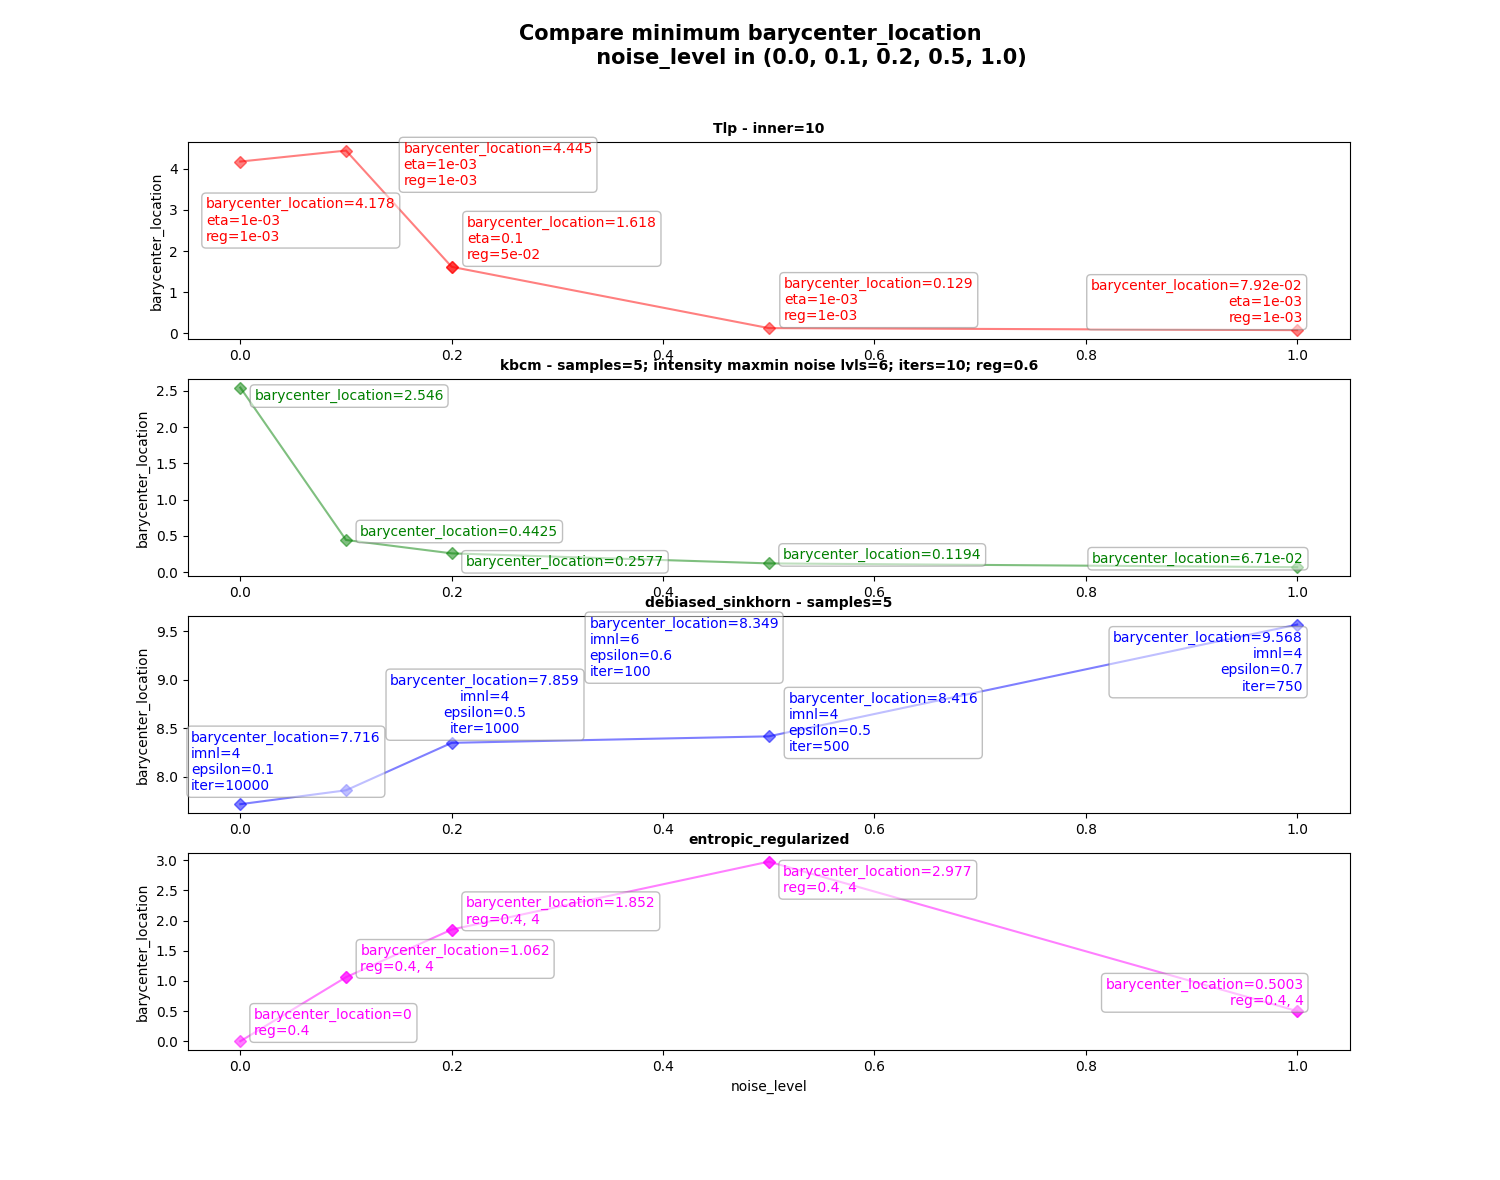 Compare minimum barycenter_location
noise_level in (0.0, 0.1, 0.2, 0.5, 1.0)
Tlp - inner=10
barycenter_location
4
3
2
1
0
barycenter_location=4.178
eta=1e-03
reg=1e-03
barycenter_location=4.445
eta=1e-03
reg=1e-03
barycenter_location=1.618
eta=0.1
reg=5e-02
barycenter_location=0.129
eta=1e-03
reg=1e-03
barycenter_location=7.92e-02
eta=1e-03
reg=1e-03
0.0 0.2 0.4 0.6 0.8 1.0
kbcm - samples=5; intensity maxmin noise lvls=6; iters=10; reg=0.6
barycenter_location
2.5
2.0
1.5
1.0
0.5
0.0
barycenter_location=2.546
barycenter_location=0.4425
barycenter_location=0.2577
barycenter_location=0.1194
barycenter_location=6.71e-02
0.0 0.2 0.4 0.6 0.8 1.0
debiased_sinkhorn - samples=5
barycenter_location
9.5
9.0
8.5
8.0
barycenter_location=7.716
imnl=4
epsilon=0.1
iter=10000
barycenter_location=7.859
imnl=4
epsilon=0.5
iter=1000
barycenter_location=8.349
imnl=6
epsilon=0.6
iter=100
barycenter_location=8.416
imnl=4
epsilon=0.5
iter=500
barycenter_location=9.568
imnl=4
epsilon=0.7
iter=750
0.0 0.2 0.4 0.6 0.8 1.0
entropic_regularized
barycenter_location
3.0
2.5
2.0
1.5
1.0
0.5
0.0
barycenter_location=0
reg=0.4
barycenter_location=1.062
reg=0.4, 4
barycenter_location=1.852
reg=0.4, 4
barycenter_location=2.977
reg=0.4, 4
barycenter_location=0.5003
reg=0.4, 4
0.0 0.2 0.4 0.6 0.8 1.0
noise_level